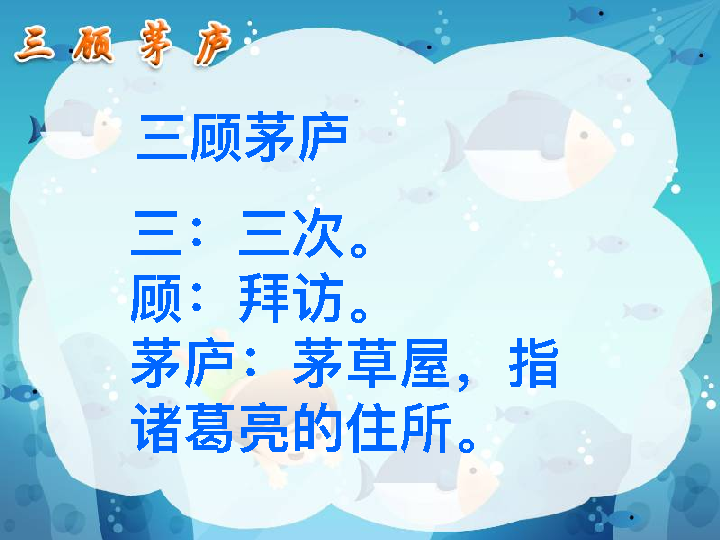 三顾茅庐
三顾茅庐
三：三次。
顾：拜访。
茅庐：茅草屋，指
诸葛亮的住所。